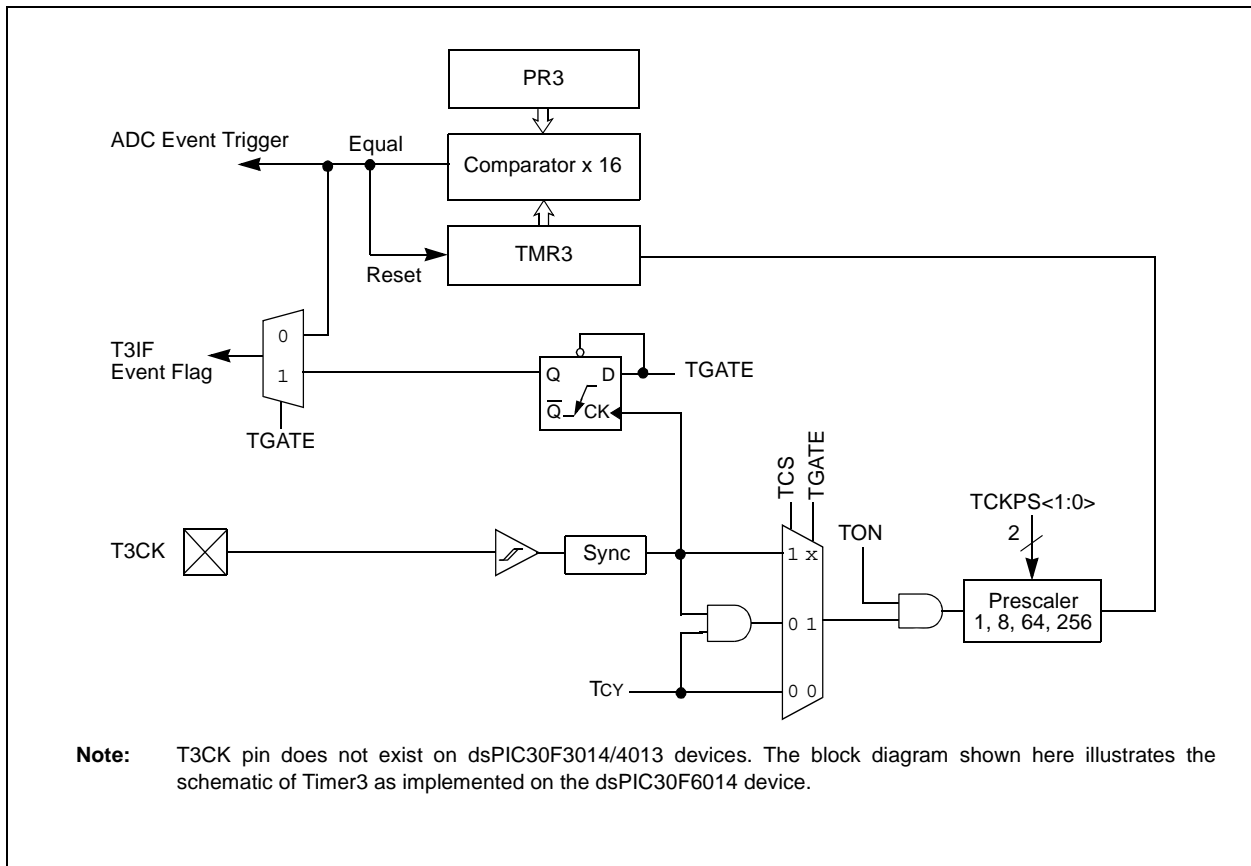 PR3
ADC Event Trigger
Equal
Comparator x 16
TMR3
Reset
0
T3IF
Event Flag
1
TGATE
Q
D
TGATE
Q
CK
TCS
TGATE
TCKPS<1:0>
2
TON
T3CK
Sync
1 x
Prescaler
1, 8, 64, 256
0 1
TCY
0 0
Note: T3CK pin does not exist on dsPIC30F3014/4013 devices. The block diagram shown here illustrates the
schematic of Timer3 as implemented on the dsPIC30F6014 device.